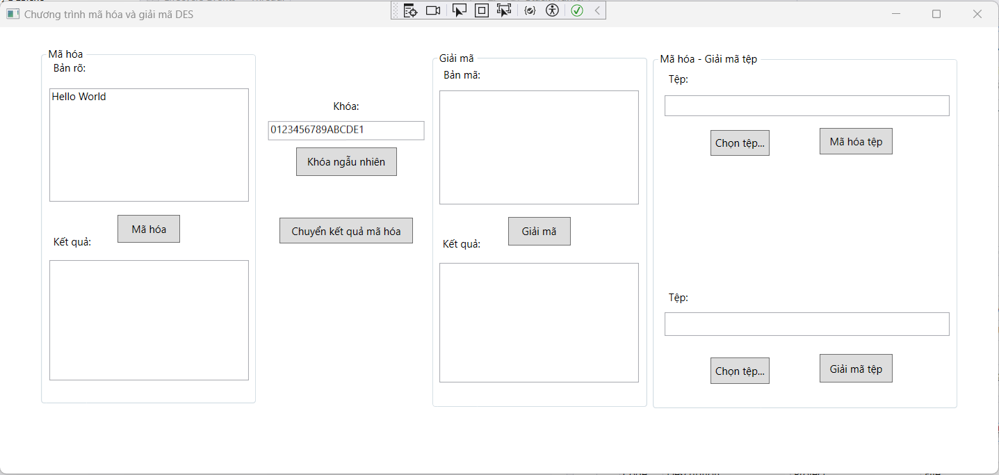 Chương trình mã hóa và giải mã DES
Mã hóa
Bản rõ:
Hello World
Mã hóa
Kết quả:
Khóa:
0123456789ABCDE1
Khóa ngẫu nhiên
Chuyển kết quả mã hóa
Giải mã
Bản mã:
Giải mã
Kết quả:
Mã hóa - Giải mã tệp
Tệp:
Chọn tệp...
Mã hóa tệp
Tệp:
Chọn tệp...
Giải mã tệp